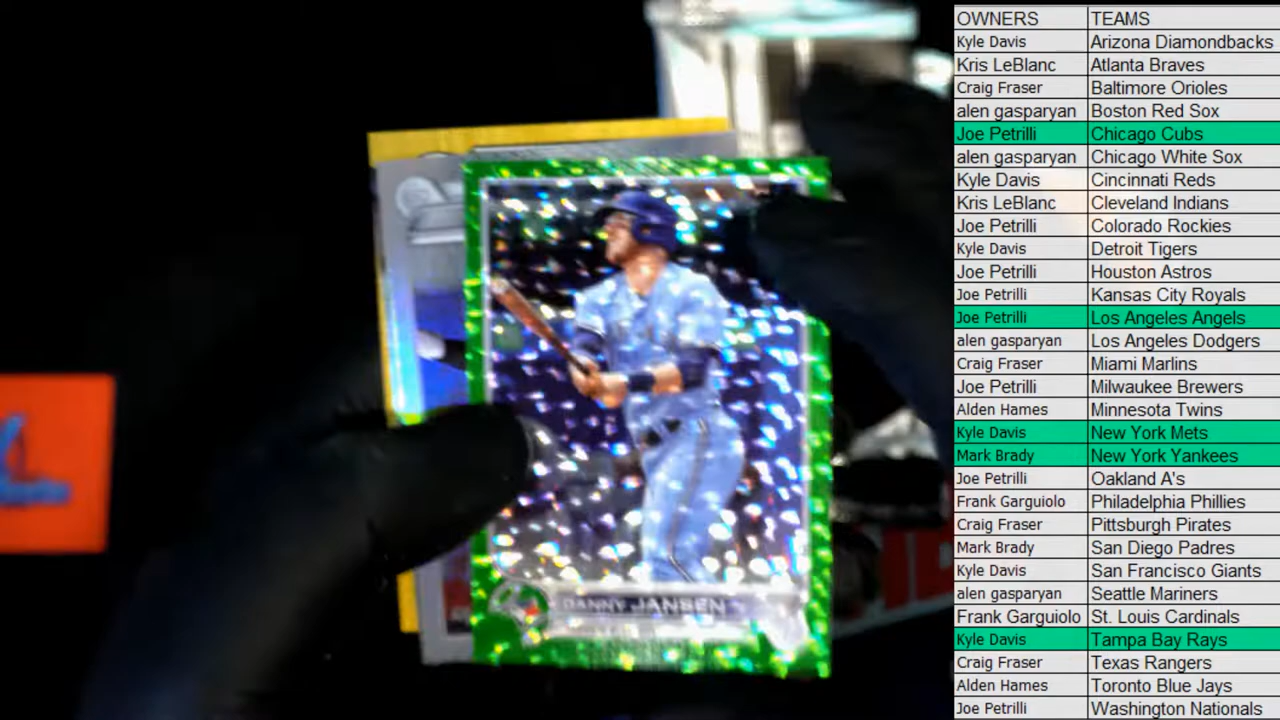 DANNY JANSEN
OWNERS TEAMS
Kyle Davis Arizona Diamondbacks
Kris LeBlanc Atlanta Braves
Craig Fraser Baltimore Orioles
alen gasparyan Boston Red Sox
Joe Petrilli Chicago Cubs
alen gasparyan Chicago White Sox
Kyle Davis Cincinnati Reds
Kris LeBlanc Cleveland Indians
Joe Petrilli Colorado Rockies
Kyle Davis Detroit Tigers
Joe Petrilli Houston Astros
Joe Petrilli Kansas City Royals
Joe Petrilli Los Angeles Angels
alen gasparyan Los Angeles Dodgers
Craig Fraser Miami Marlins
Joe Petrilli Milwaukee Brewers
Alden Hames Minnesota Twins
Kyle Davis New York Mets
Mark Brady New York Yankees
Joe Petrilli Oakland A's
Frank Garguiolo Philadelphia Phillies
Craig Fraser Pittsburgh Pirates
Mark Brady San Diego Padres
Kyle Davis San Francisco Giants
alen gasparyan Seattle Mariners
Frank Garguiolo St. Louis Cardinals
Kyle Davis Tampa Bay Rays
Craig Fraser Texas Rangers
Alden Hames Toronto Blue Jays
Joe Petrilli Washington Nationals